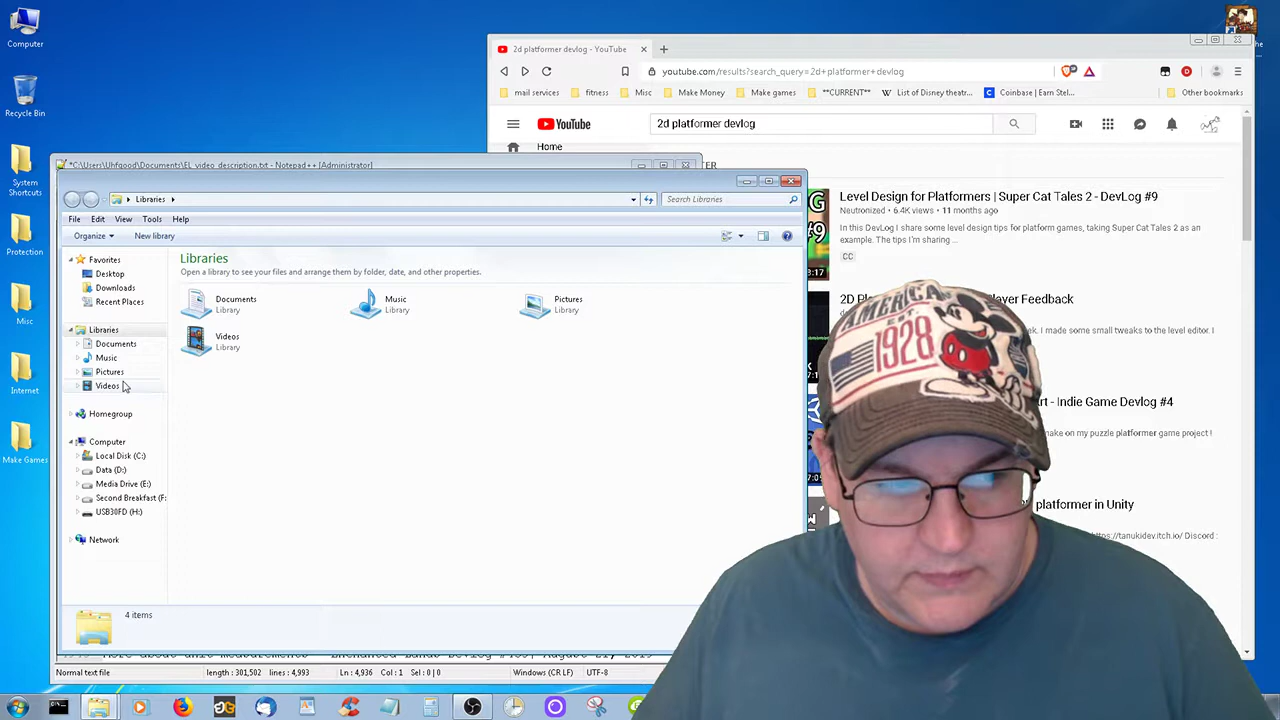 Computer
Recycle Bin
System
Shortcuts
Protection
Misc
Internet
Make Games
2d platformer devlog - YouTube
youtube.com/results?search_query=2d+platformer+devlog
mail services
fitness
Misc
Make Money
Make games
**CURRENT**
List of Disney theatr...
Coinbase | Earn Stel...
Other bookmarks
YouTube
2d platformer devlog
Home
*C:\Users\Uhfgood\Documents\EL_video_description.txt - Notepad++ [Administrator]
Libraries
Search Libraries
File Edit View Tools Help
Organize
New library
Favorites
Desktop
Downloads
Recent Places
Libraries
Documents
Music
Pictures
Videos
Homegroup
Computer
Local Disk (C:)
Data (D:)
Media Drive (E:)
Second Breakfast (F:
USB30FD (H:)
Network
Libraries
Open a library to see your files and arrange them by folder, date, and other properties.
Documents
Library
Music
Library
Pictures
Library
Videos
Library
4 items
Normal text file
length : 301,502 lines : 4,993
Ln : 4,936 Col : 1 Sel : 0 | 0
Windows (CR LF)
UTF-8
Level Design for Platformers | Super Cat Tales 2 - DevLog #9
Neutronized • 6.4K views • 11 months ago
In this DevLog I share some level design tips for platform games, taking Super Cat Tales 2 as an
example. The tips I'm sharing ...
CC
Player Feedback
I made some small tweaks to the level editor.
Art - Indie Game Devlog #4
make on my puzzle platformer game project !
platformer in Unity
https://tanukidev.itch.io/ Discord :
AMERICA
1928